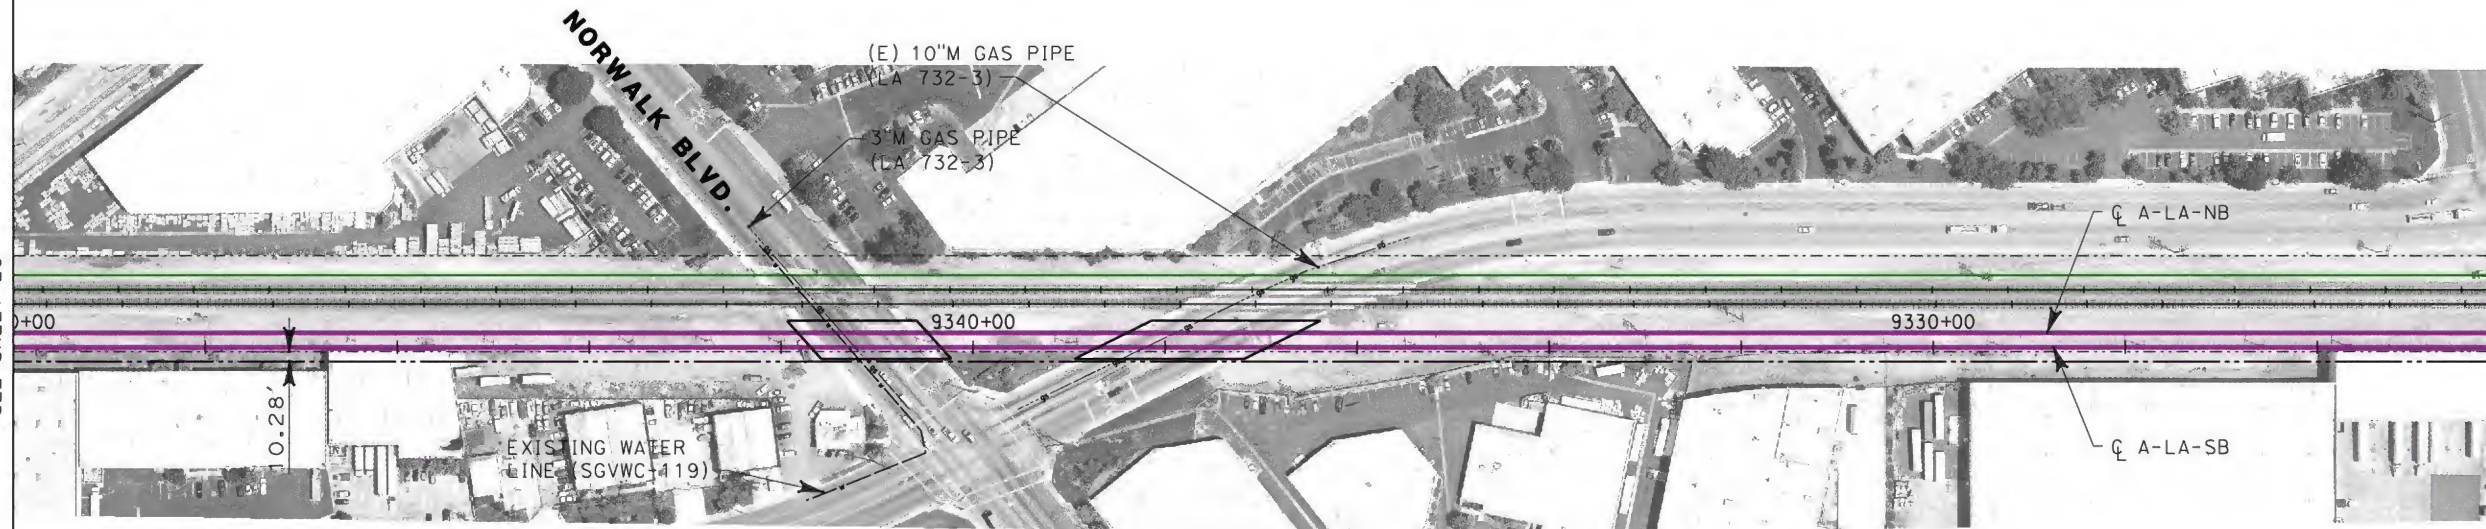 NORWALK BLVD.
(E) 10"M GAS PIPE
(LA 732-3)
3"M GAS PIPE
(LA 732-3)
℄ A-LA-NB
0+00
9340+00
9330+00
10.28'
EXISTING WATER
LINE (SGVWC-119)
℄ A-LA-SB